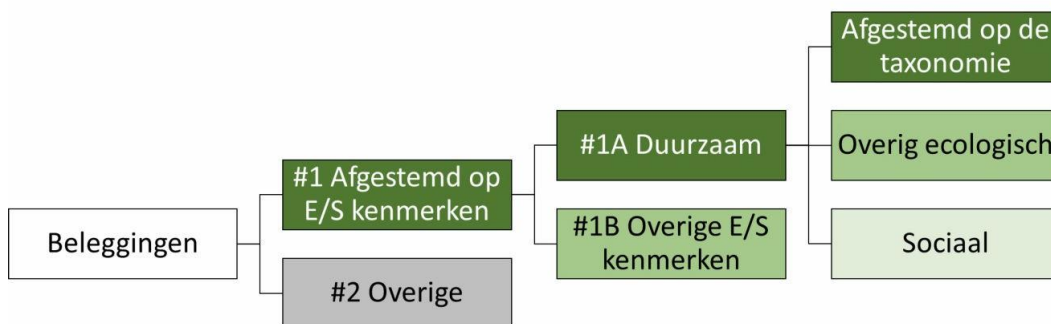 Beleggingen
#1 Afgestemd op
E/S kenmerken
#2 Overige
#1A Duurzaam
#1B Overige E/S
kenmerken
Afgestemd op de
taxonomie
Overig ecologisch
Sociaal